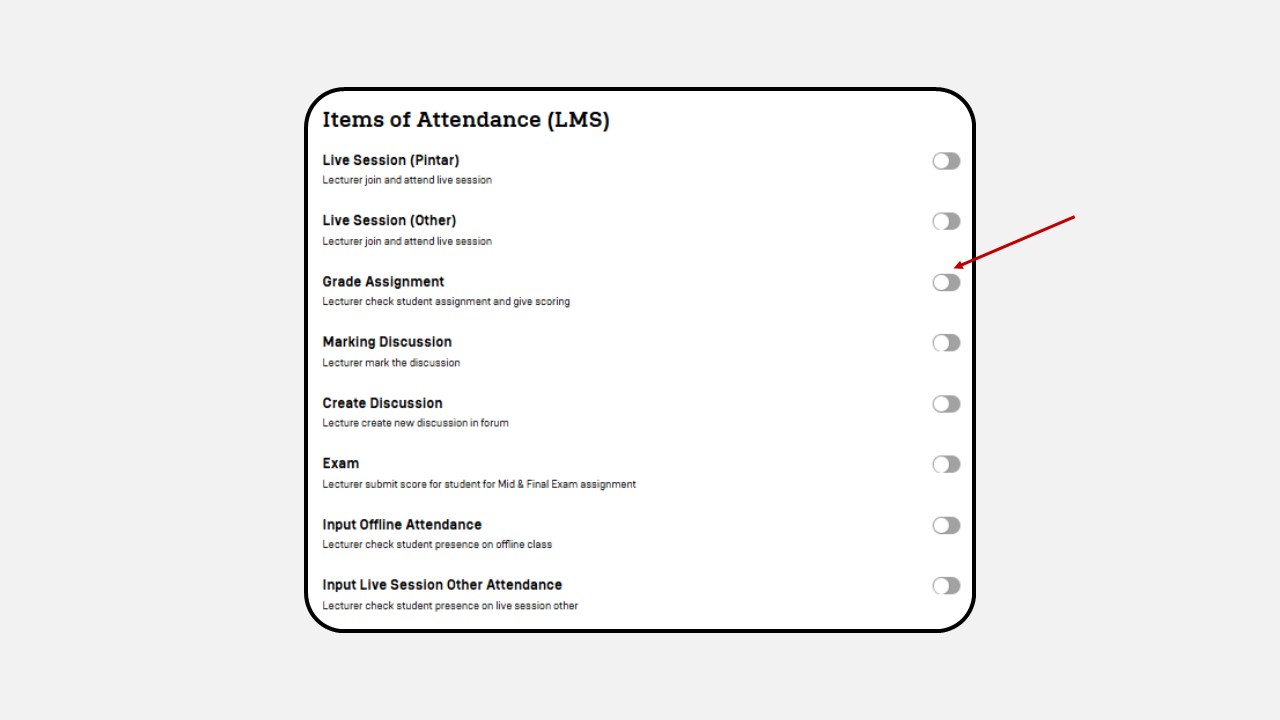 Items of Attendance (LMS)
Live Session (Pintar)
Lecturer join and attend live session
Live Session (Other)
Lecturer join and attend live session
Grade Assignment
Lecturer check student assignment and give scoring
Marking Discussion
Lecturer mark the discussion
Create Discussion
Lecture create new discussion in forum
Exam
Lecturer submit score for student for Mid & Final Exam assignment
Input Offline Attendance
Lecturer check student presence on offline class
Input Live Session Other Attendance
Lecturer check student presence on live session other